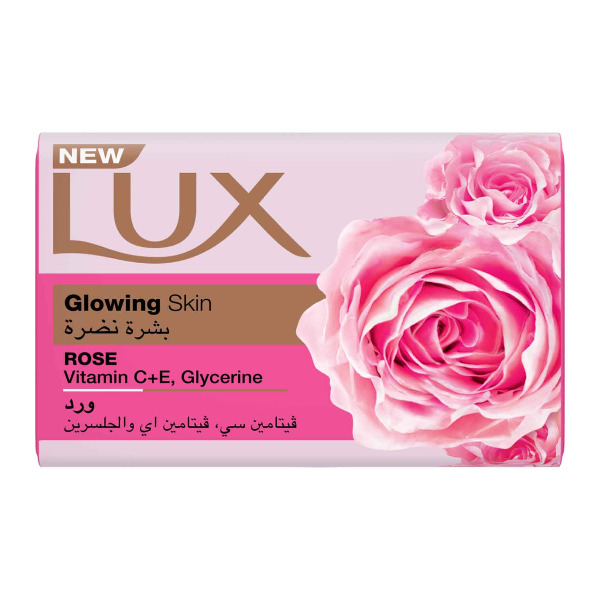 NEW
LUX
Glowing Skin
بشرة نضرة
ROSE
Vitamin C+E, Glycerine
ورد
ڤيتامين سي، ڤيتامين اي والجلسرين